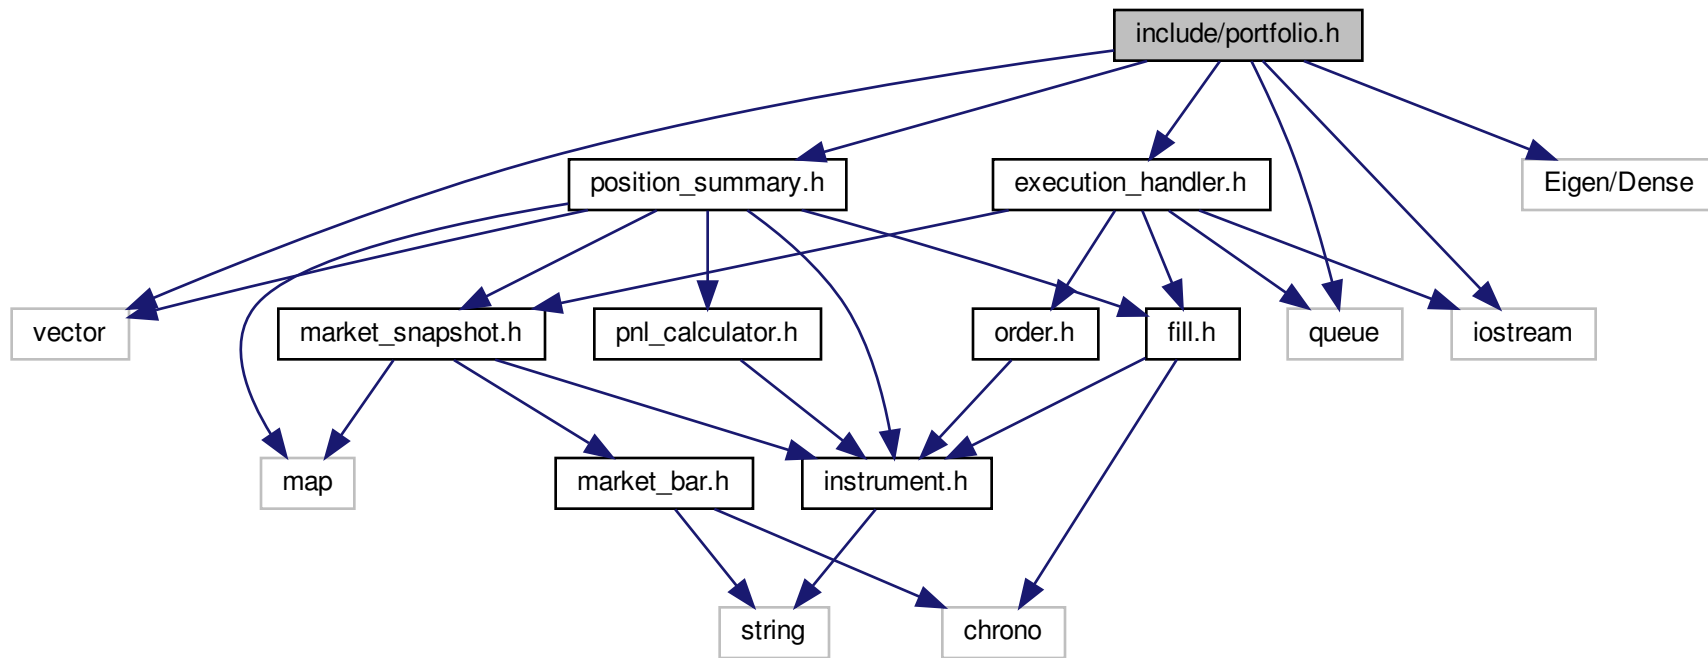 include/portfolio.h
position_summary.h
execution_handler.h
Eigen/Dense
vector
market_snapshot.h
pnl_calculator.h
order.h
fill.h
queue
iostream
map
market_bar.h
instrument.h
string
chrono